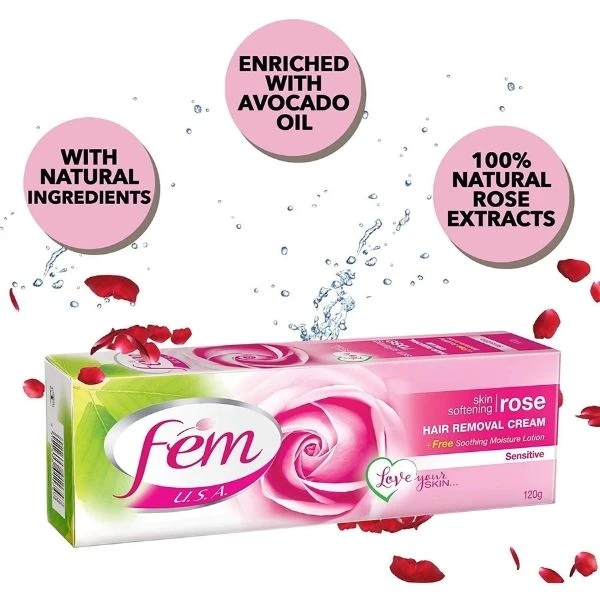 ENRICHED
WITH
AVOCADO
OIL
WITH
NATURAL
INGREDIENTS
100%
NATURAL
ROSE
EXTRACTS
fem
U.S.A.
skin
softening | rose
HAIR REMOVAL CREAM
+Free Soothing Moisture Lotion
Sensitive
Love your
SKIN...
120g